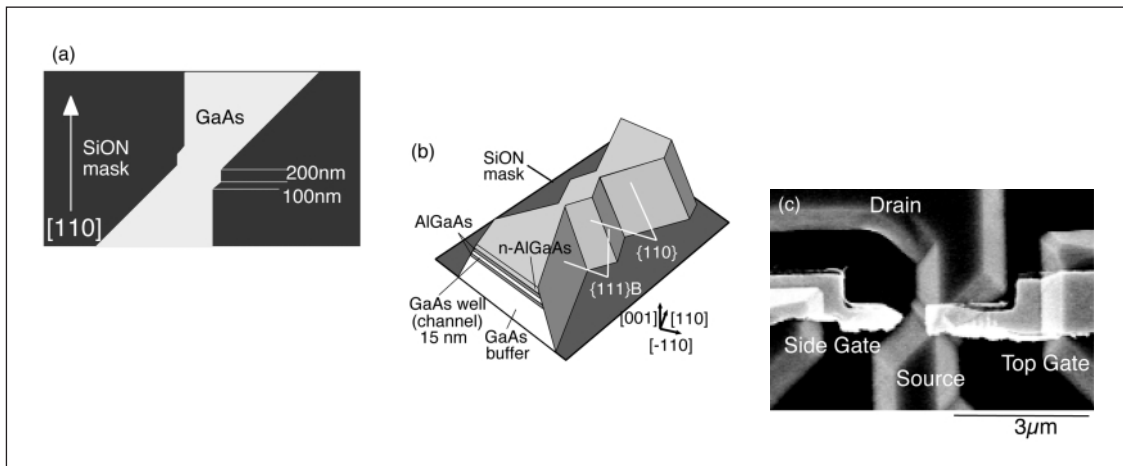 (a)
GaAs
SiON
mask
200nm
100nm
[110]
(b)
SiON
mask
AlGaAs
n-AlGaAs
{110}
{111}B
GaAs well
(channel)
15 nm
GaAs
buffer
[001]
[110]
[-110]
(c)
Drain
Side Gate
Top Gate
Source
3μm